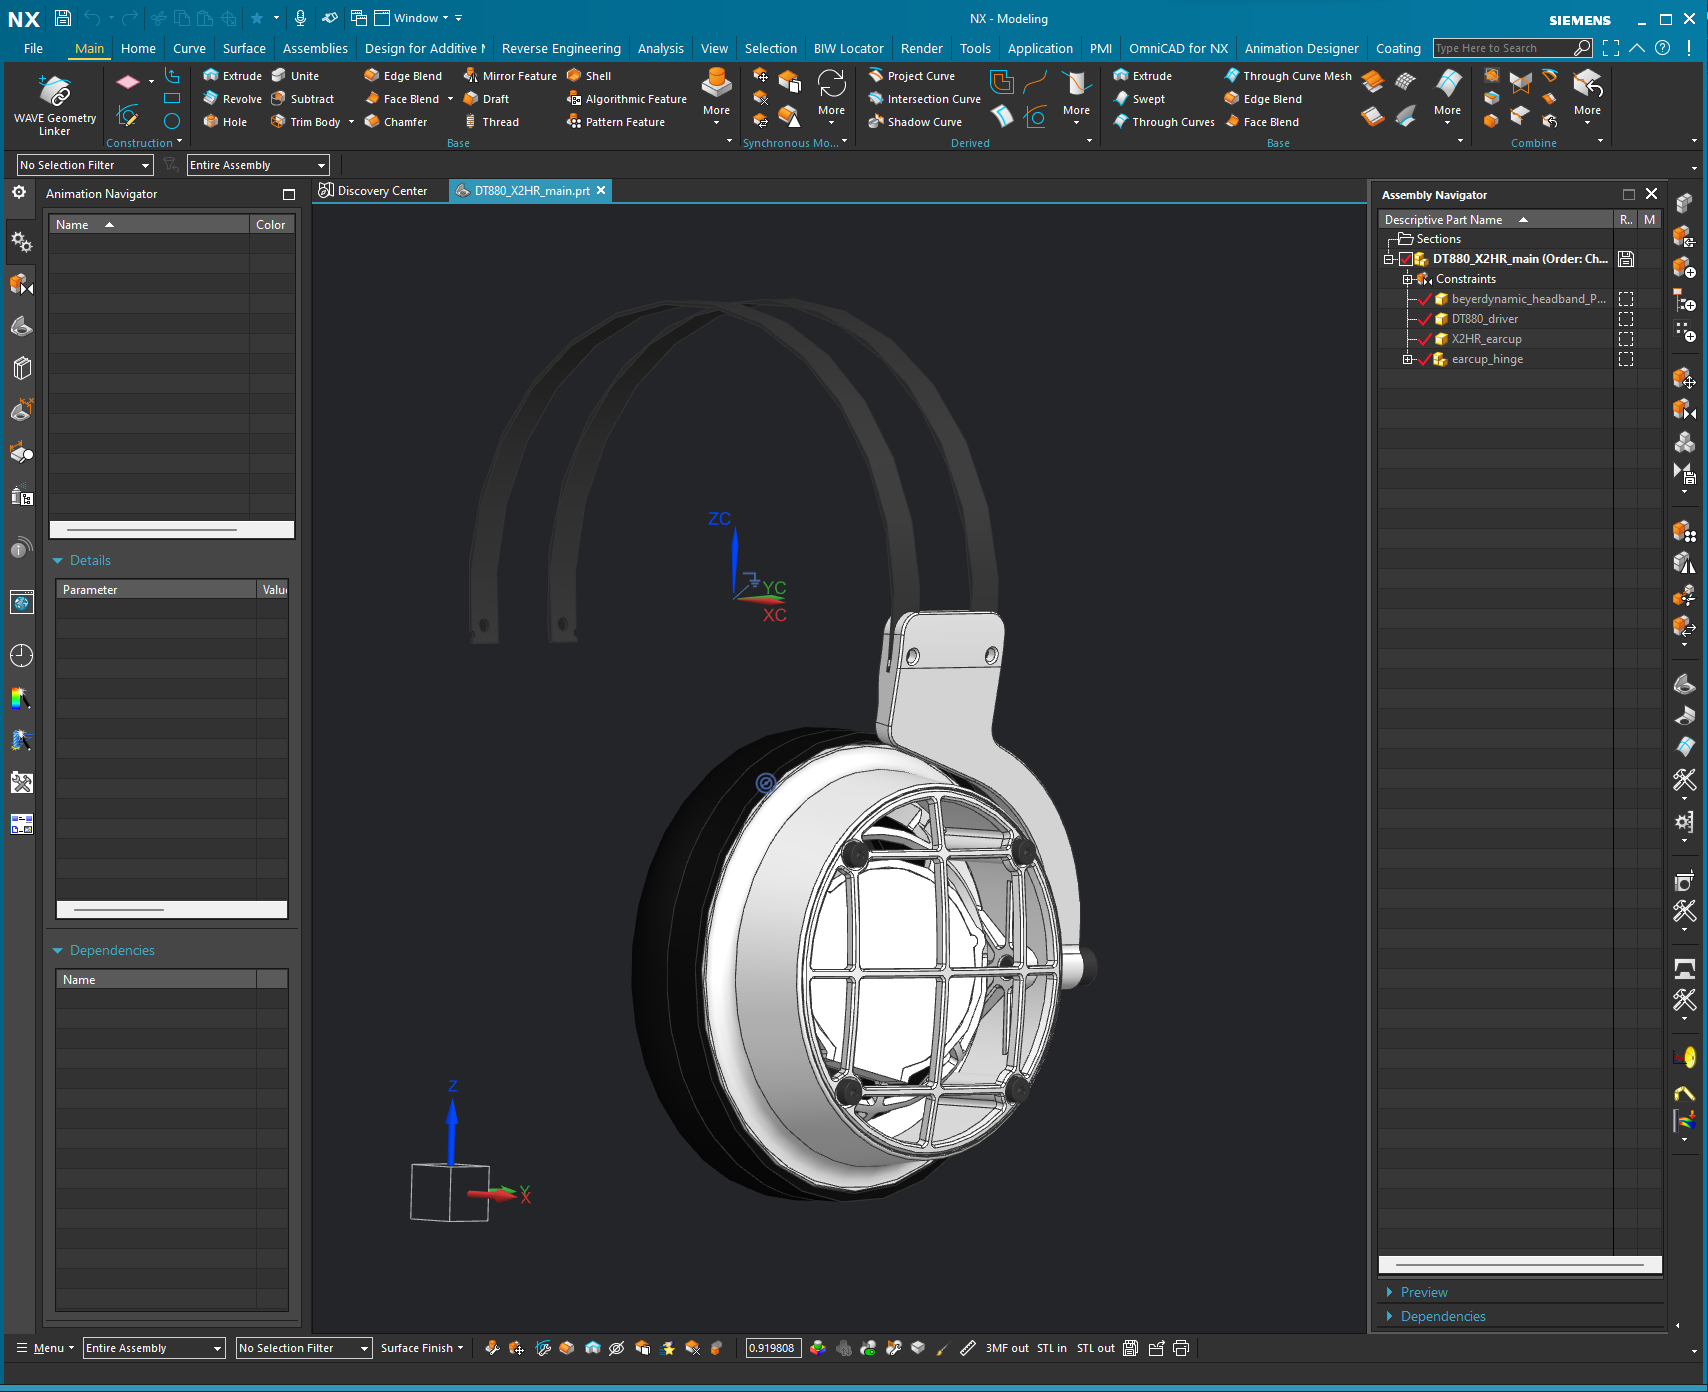 NX
Window
NX - Modeling
SIEMENS
File
Main
Home
Curve
Surface
Assemblies
Design for Additive
Reverse Engineering
Analysis
View
Selection
BIW Locator
Render
Tools
Application
PMI
OmniCAD for NX
Animation Designer
Coating
Type Here to Search
WAVE Geometry
Linker
Construction
Extrude
Unite
Edge Blend
Mirror Feature
Shell
Revolve
Subtract
Face Blend
Draft
Algorithmic Feature
Hole
Trim Body
Chamfer
Thread
Pattern Feature
More
Base
More
Synchronous Mo...
Project Curve
Intersection Curve
Shadow Curve
More
Derived
Extrude
Through Curve Mesh
Swept
Edge Blend
Through Curves
Face Blend
More
Base
More
Combine
No Selection Filter
Entire Assembly
Animation Navigator
Name
Color
Details
Parameter
Valu
Dependencies
Name
Discovery Center
DT880_X2HR_main.prt
ZC
YC
XC
Z
Y
X
Assembly Navigator
Descriptive Part Name
R..
M
Sections
DT880_X2HR_main (Order: Ch...
Constraints
beyerdynamic_headband_P...
DT880_driver
X2HR_earcup
earcup_hinge
Preview
Dependencies
Menu
Entire Assembly
No Selection Filter
Surface Finish
0.919808
3MF out
STL in
STL out